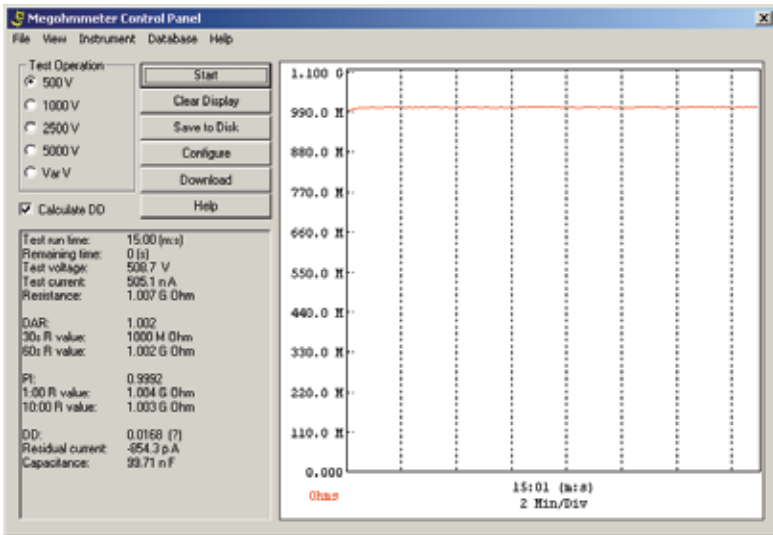 Megohmmeter Control Panel
File View Instrument Database Help
Test Operation
500 V
1000 V
2500 V
5000 V
Var V
Calculate DD
Start
Clear Display
Save to Disk
Configure
Download
Help
Test run time: 15:00 (m:s)
Remaining time: 0 (s)
Test voltage: 508.7 V
Test current: 505.1 n A
Resistance: 1.007 G Ohm
DAR: 1.002
30s R value: 1000 M Ohm
60s R value: 1.002 G Ohm
PI: 0.9992
1:00 R value: 1.004 G Ohm
10:00 R value: 1.003 G Ohm
DD: 0.0168 (?)
Residual current: -854.3 p A
Capacitance: 99.71 n F
1.100 G
990.0 M
880.0 M
770.0 M
660.0 M
550.0 M
440.0 M
330.0 M
220.0 M
110.0 M
0.000
Ohms
15:01 (m:s)
2 Min/Div